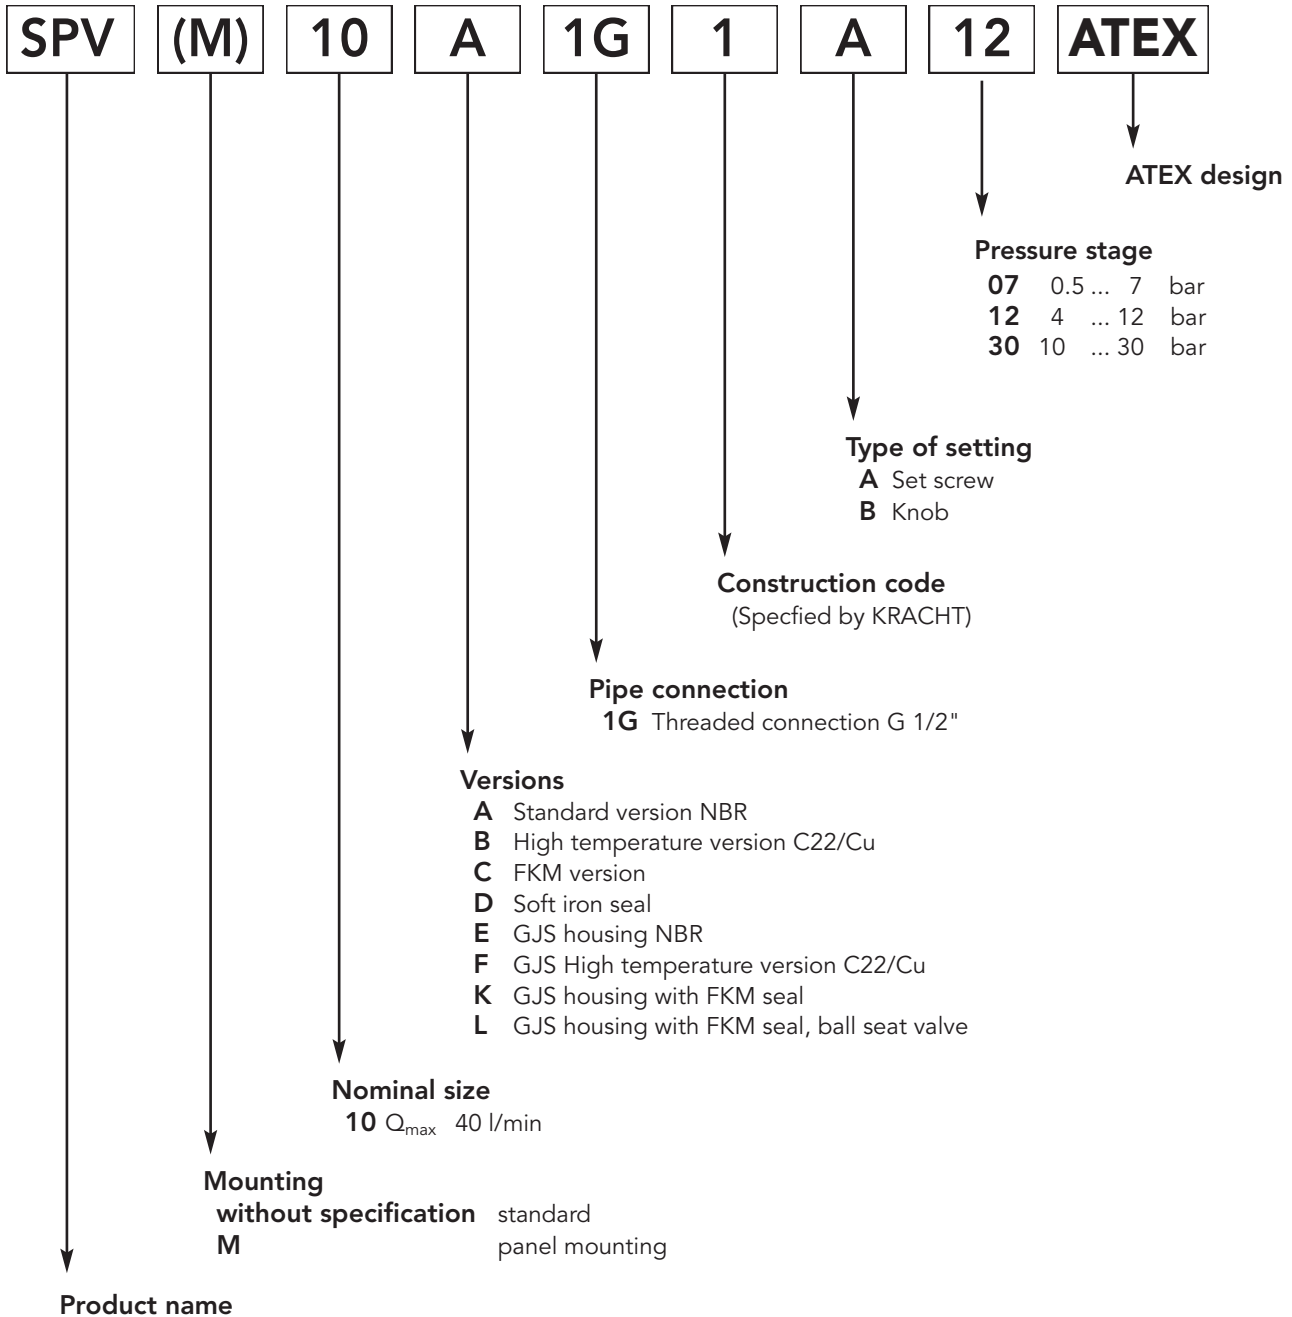 SPV (M) 10 A 1G 1 A 12 ATEX
ATEX design
Pressure stage
07 0.5 ... 7 bar
12 4 ... 12 bar
30 10 ... 30 bar
Type of setting
A Set screw
B Knob
Construction code
(Specfied by KRACHT)
Pipe connection
1G Threaded connection G 1/2"
Versions
A Standard version NBR
B High temperature version C22/Cu
C FKM version
D Soft iron seal
E GJS housing NBR
F GJS High temperature version C22/Cu
K GJS housing with FKM seal
L GJS housing with FKM seal, ball seat valve
Nominal size
10 Qmax 40 l/min
Mounting
without specification standard
M panel mounting
Product name